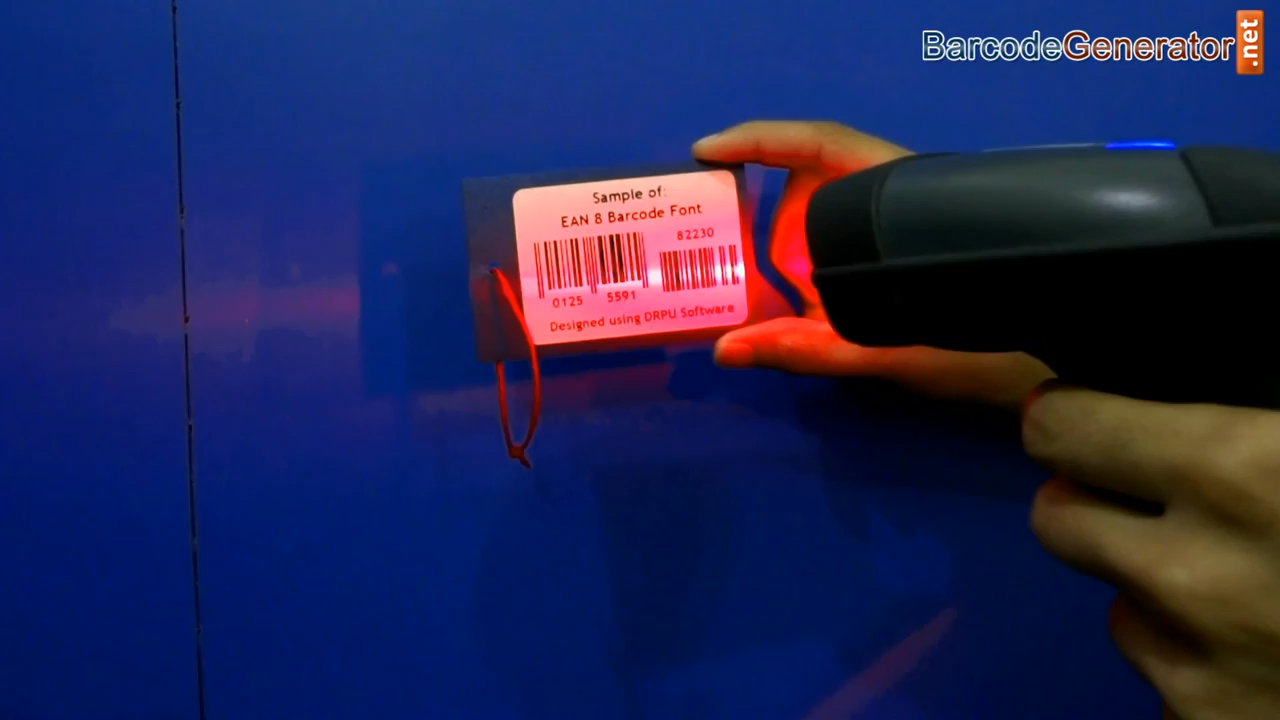 BarcodeGenerator.net
Sample of:
EAN 8 Barcode Font
82230
0125 5591
Designed using DRPU Software